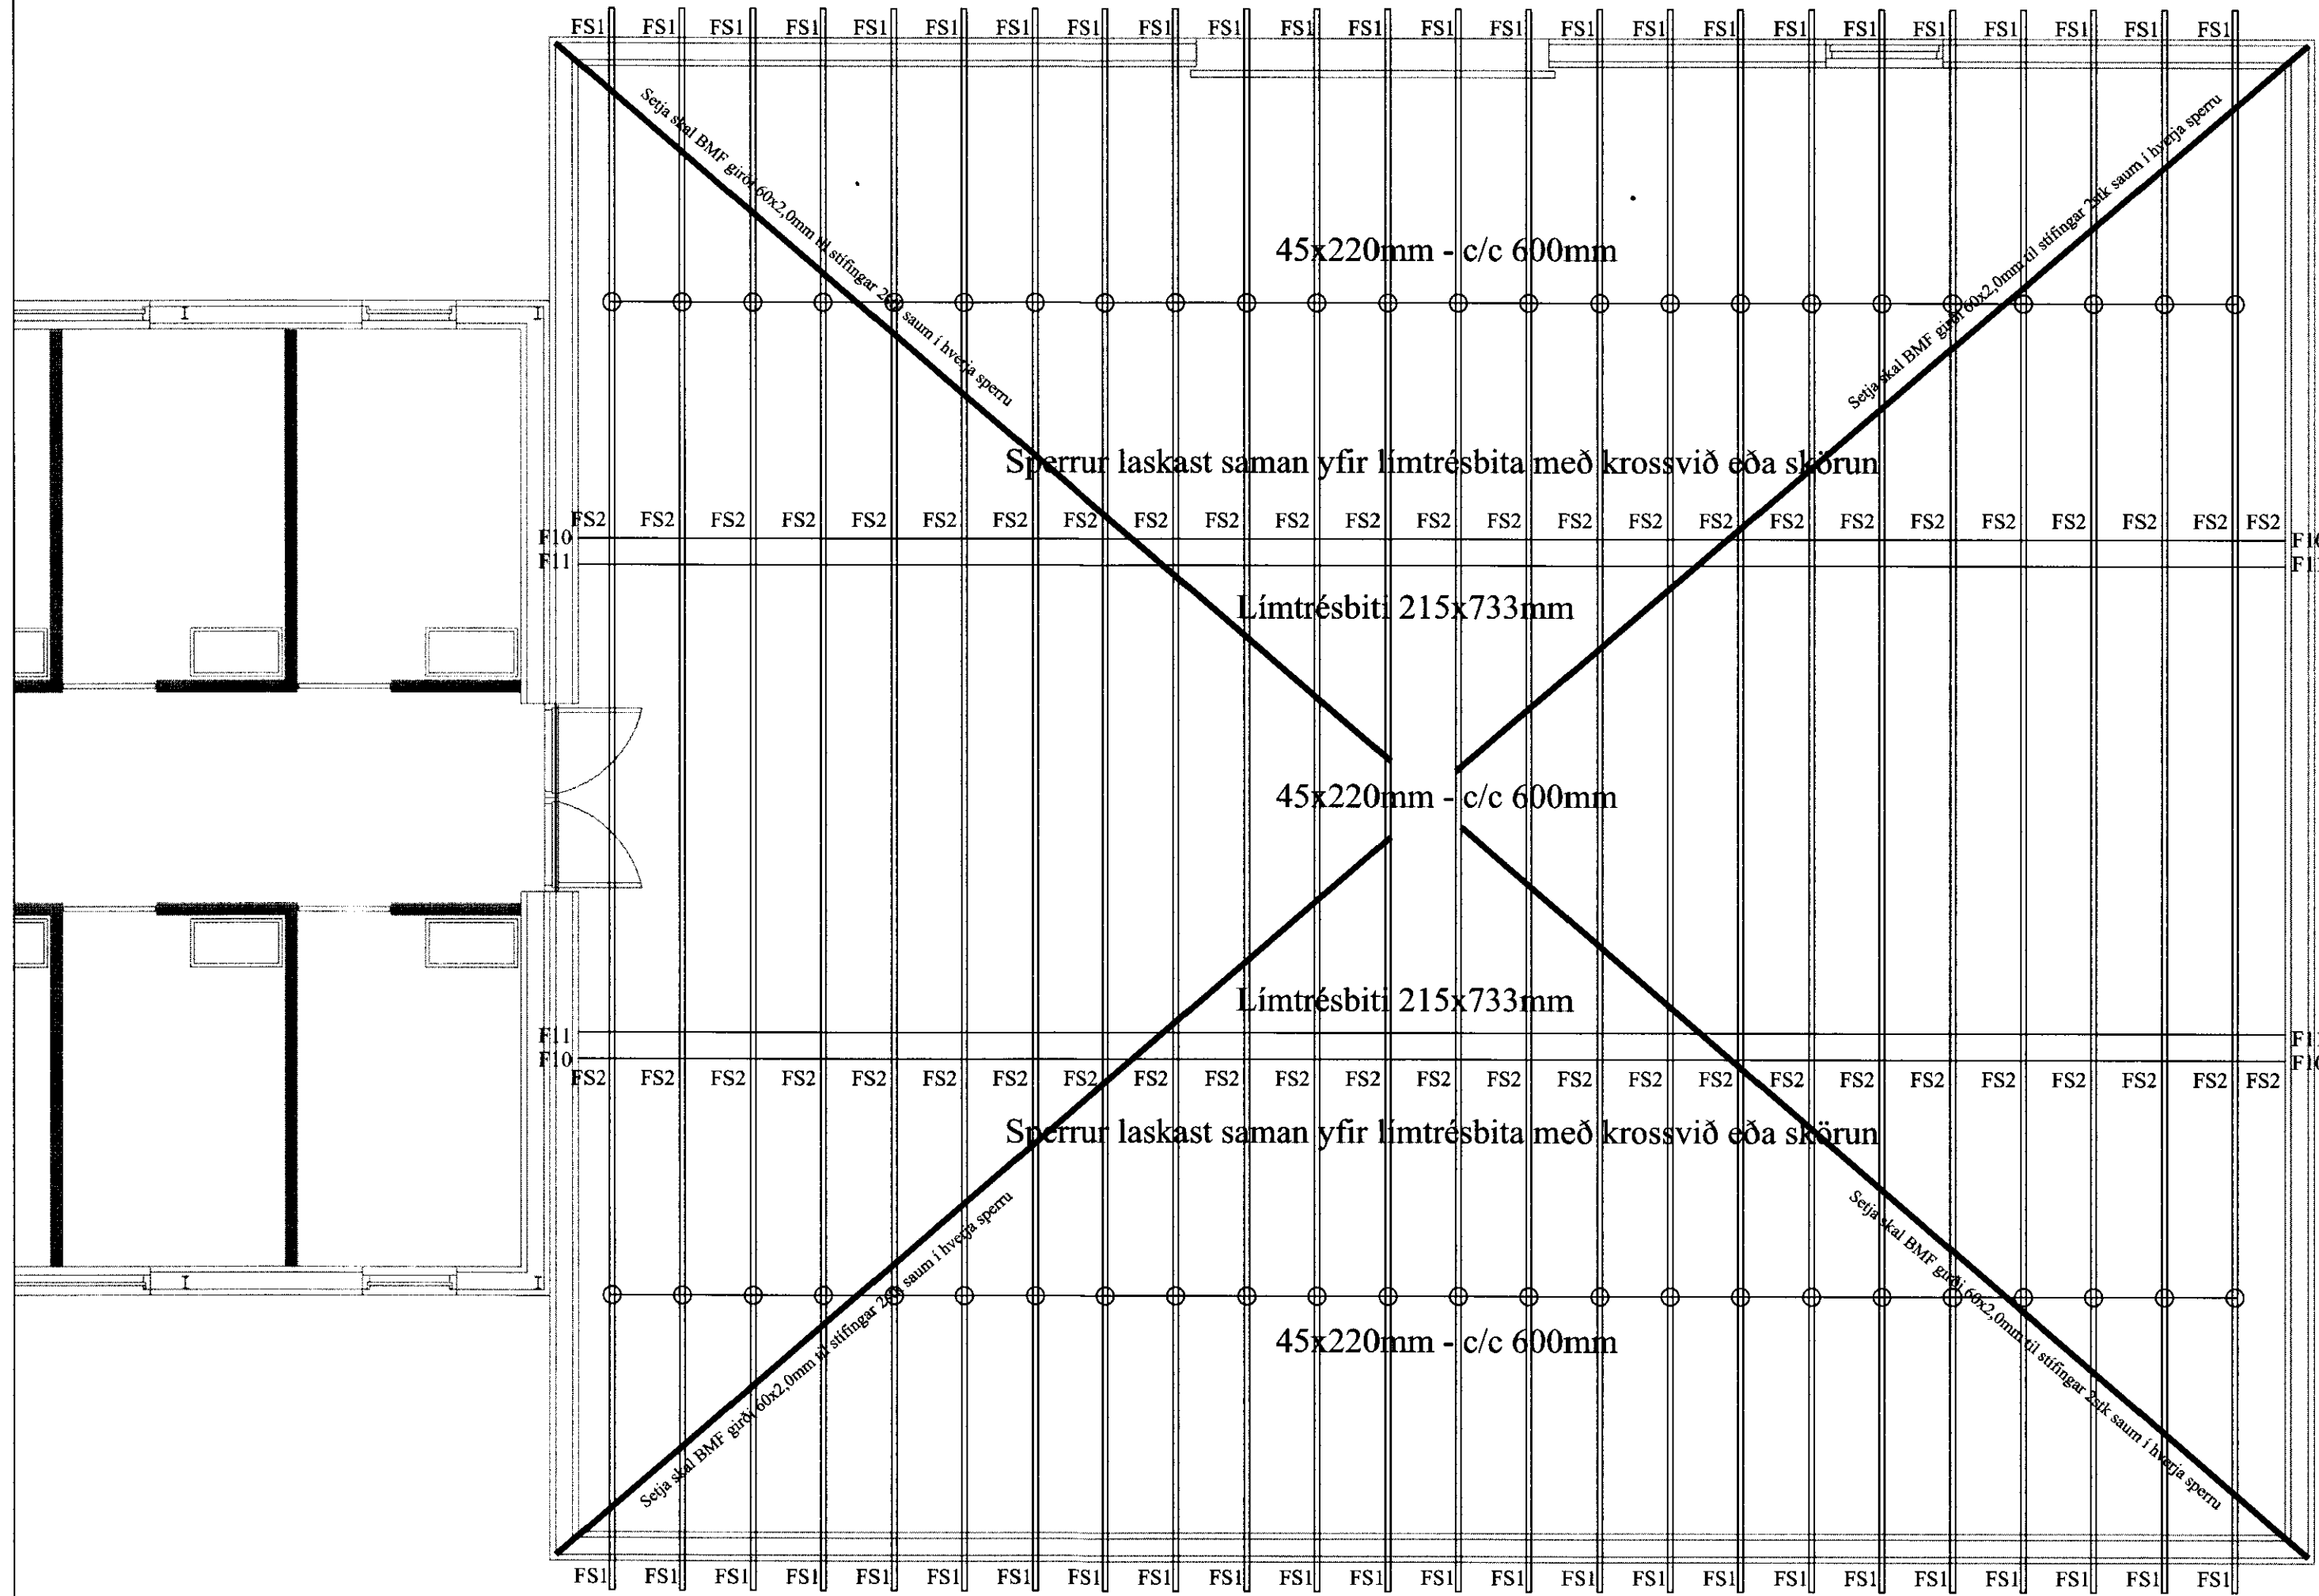 FS1 FS1 FS1 FS1 FS1 FS1 FS1 FS1 FS1 FS1 FS1 FS1 FS1 FS1 FS1 FS1 FS1 FS1 FS1 FS1 FS1 FS1 FS1 FS1
Setja skal BMF girði 60x2,0mm til stífingar 2stk saum í hverja sperru
Setja skal BMF girði 60x2,0mm til stífingar 2stk saum í hverja sperru
45x220mm - c/c 600mm
Sperrur laskast saman yfir límtrésbita með krossvið eða skörun
FS2 FS2 FS2 FS2 FS2 FS2 FS2 FS2 FS2 FS2 FS2 FS2 FS2 FS2 FS2 FS2 FS2 FS2 FS2 FS2 FS2 FS2 FS2 FS2 FS2
F10 F10
F11 F1
Límtrésbiti 215x733mm
45x220mm - c/c 600mm
Límtrésbiti 215x733mm
F11 F1
F10 F10
FS2 FS2 FS2 FS2 FS2 FS2 FS2 FS2 FS2 FS2 FS2 FS2 FS2 FS2 FS2 FS2 FS2 FS2 FS2 FS2 FS2 FS2 FS2 FS2 FS2
Sperrur laskast saman yfir límtrésbita með krossvið eða skörun
Setja skal BMF girði 60x2,0mm til stífingar 2stk saum í hverja sperru
Setja skal BMF girði 60x2,0mm til stífingar 2stk saum í hverja sperru
45x220mm - c/c 600mm
FS1 FS1 FS1 FS1 FS1 FS1 FS1 FS1 FS1 FS1 FS1 FS1 FS1 FS1 FS1 FS1 FS1 FS1 FS1 FS1 FS1 FS1 FS1 FS1